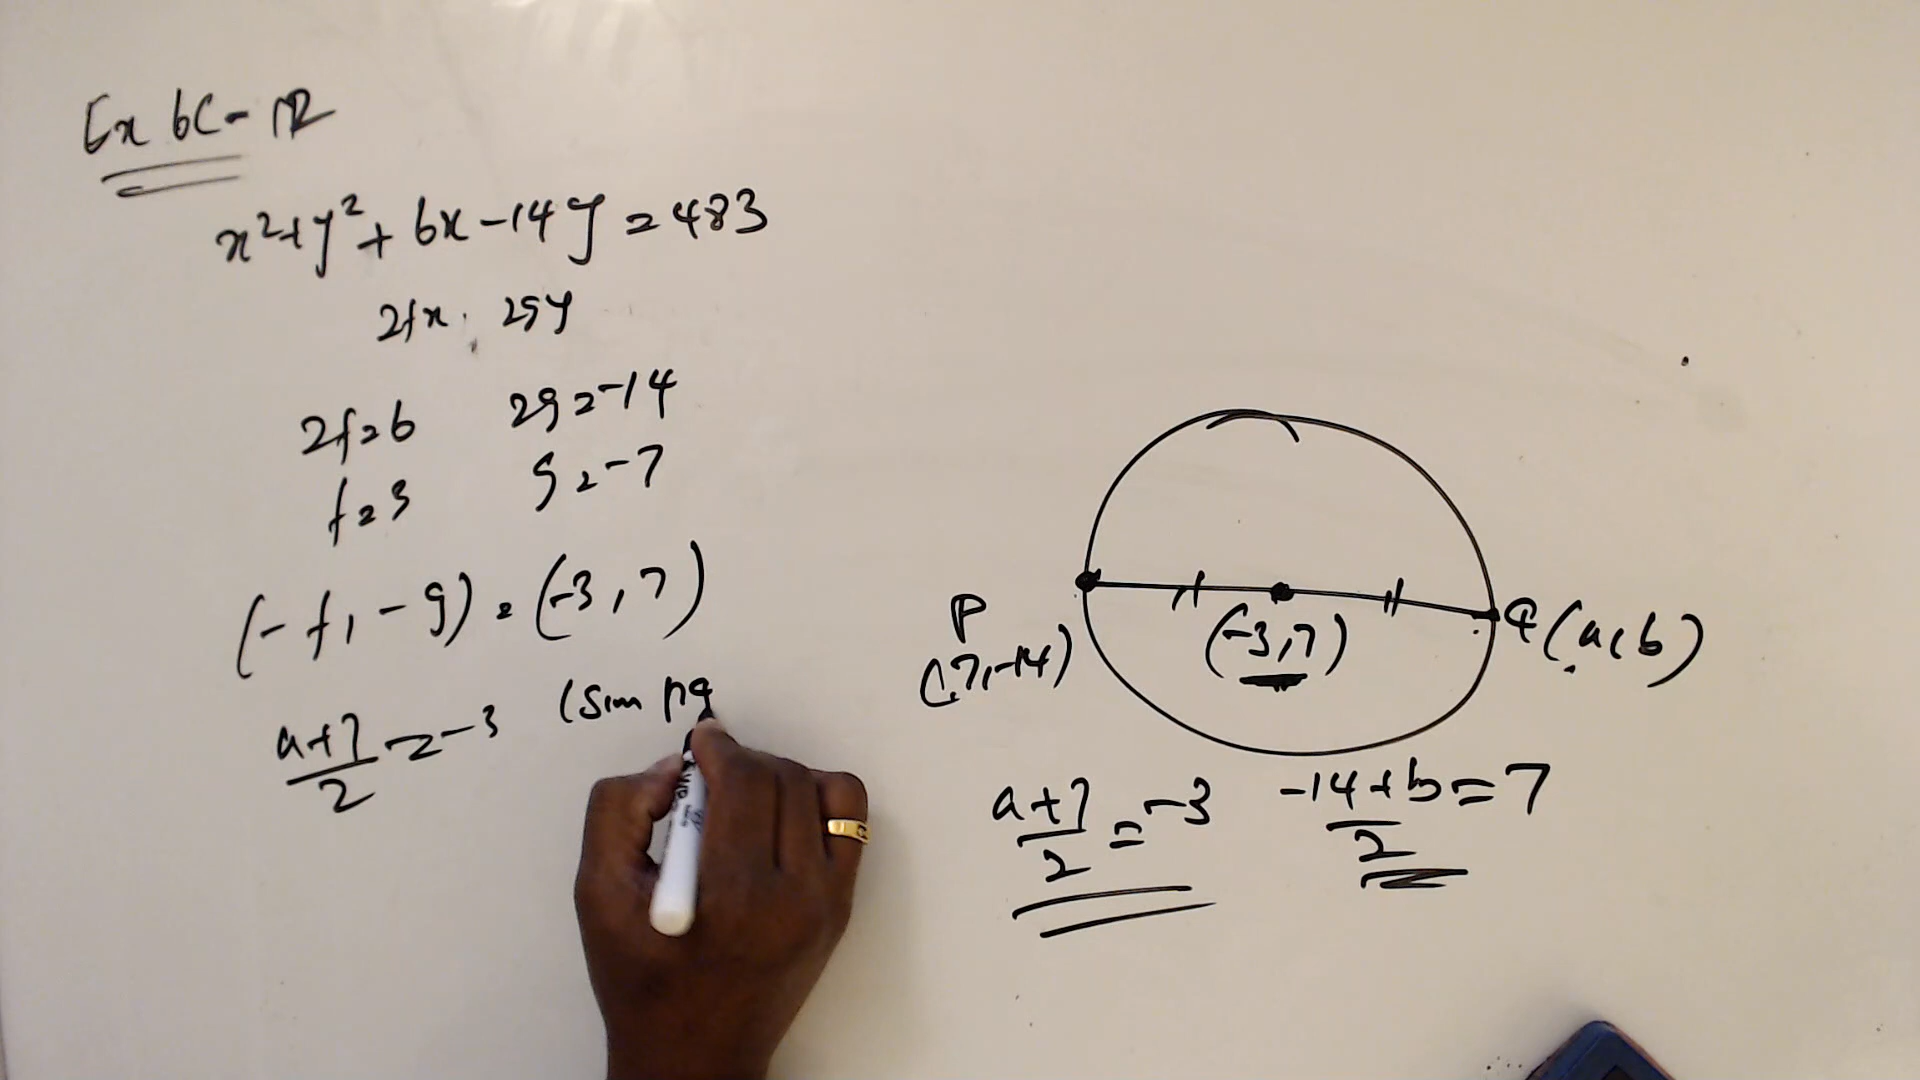 Ex 6C - 12
x²+y²+6x-14y=483
2fx. 2gy
2f=6 2g=-14
f=3 g=-7
(-f,-g)=(-3,7)
a+7/2=-3 (Sim
P
(7,-14)
(-3,7)
Q(a,b)
a+7/2=-3 -14+b/2=7